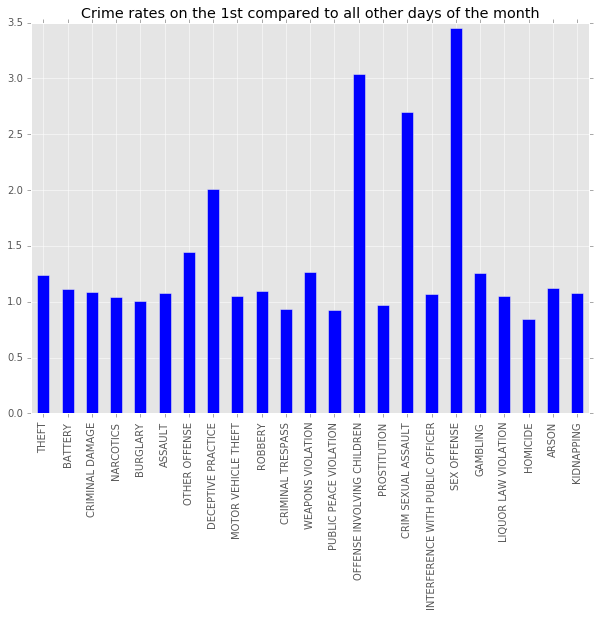 Crime rates on the 1st compared to all other days of the month
3.5
3.0
2.5
2.0
1.5
1.0
0.5
0.0
THEFT
BATTERY
CRIMINAL DAMAGE
NARCOTICS
BURGLARY
ASSAULT
OTHER OFFENSE
DECEPTIVE PRACTICE
MOTOR VEHICLE THEFT
ROBBERY
CRIMINAL TRESPASS
WEAPONS VIOLATION
PUBLIC PEACE VIOLATION
OFFENSE INVOLVING CHILDREN
PROSTITUTION
CRIM SEXUAL ASSAULT
INTERFERENCE WITH PUBLIC OFFICER
SEX OFFENSE
GAMBLING
LIQUOR LAW VIOLATION
HOMICIDE
ARSON
KIDNAPPING